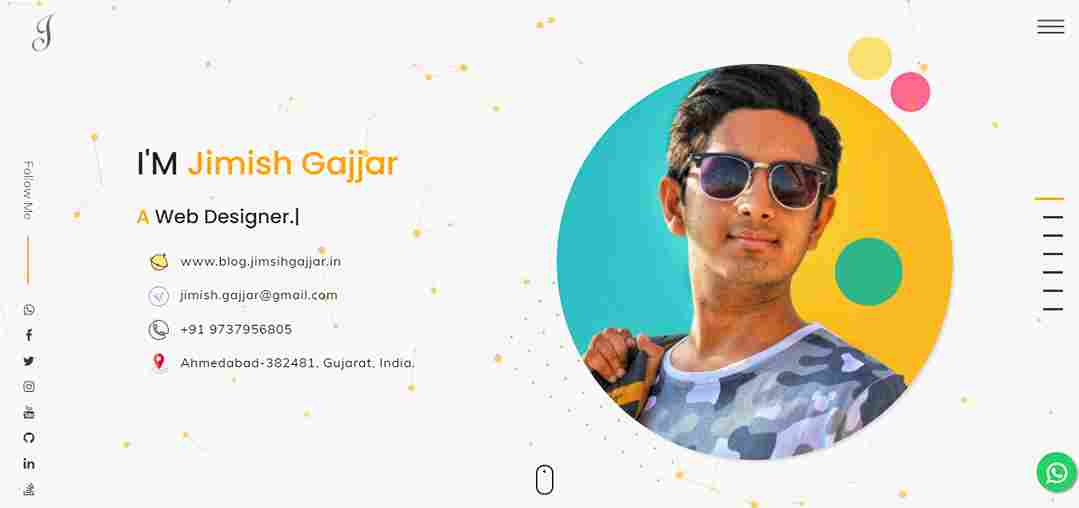 J
Follow Me
I'M Jimish Gajjar
A Web Designer.|
www.blog.jimsihgajjar.in
jimish.gajjar@gmail.com
+91 9737956805
Ahmedabad-382481, Gujarat, India.